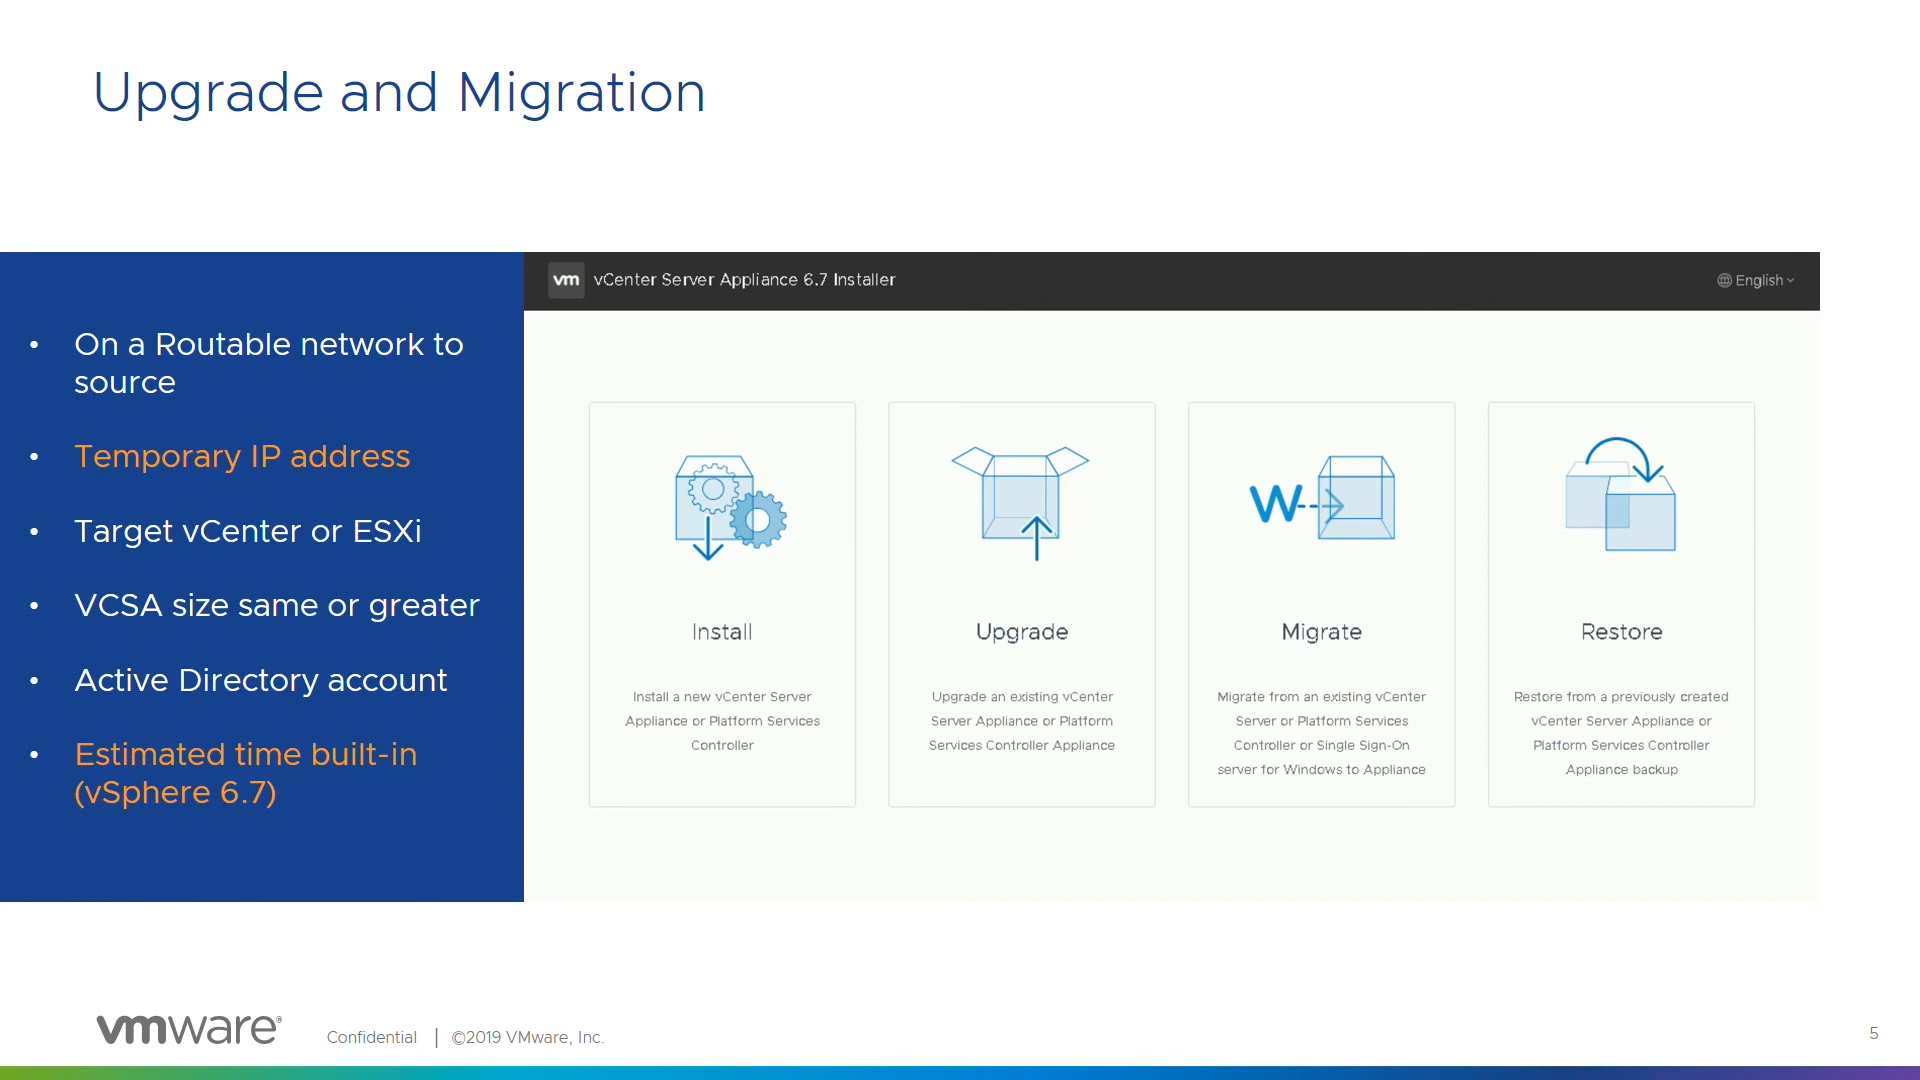 Upgrade and Migration
• On a Routable network to
source
• Temporary IP address
• Target vCenter or ESXi
• VCSA size same or greater
• Active Directory account
• Estimated time built-in
(vSphere 6.7)
vm vCenter Server Appliance 6.7 Installer
English
Install
Install a new vCenter Server
Appliance or Platform Services
Controller
Upgrade
Upgrade an existing vCenter
Server Appliance or Platform
Services Controller Appliance
W
Migrate
Migrate from an existing vCenter
Server or Platform Services
Controller or Single Sign-On
server for Windows to Appliance
Restore
Restore from a previously created
vCenter Server Appliance or
Platform Services Controller
Appliance backup
vmware® Confidential | ©2019 VMware, Inc.
5